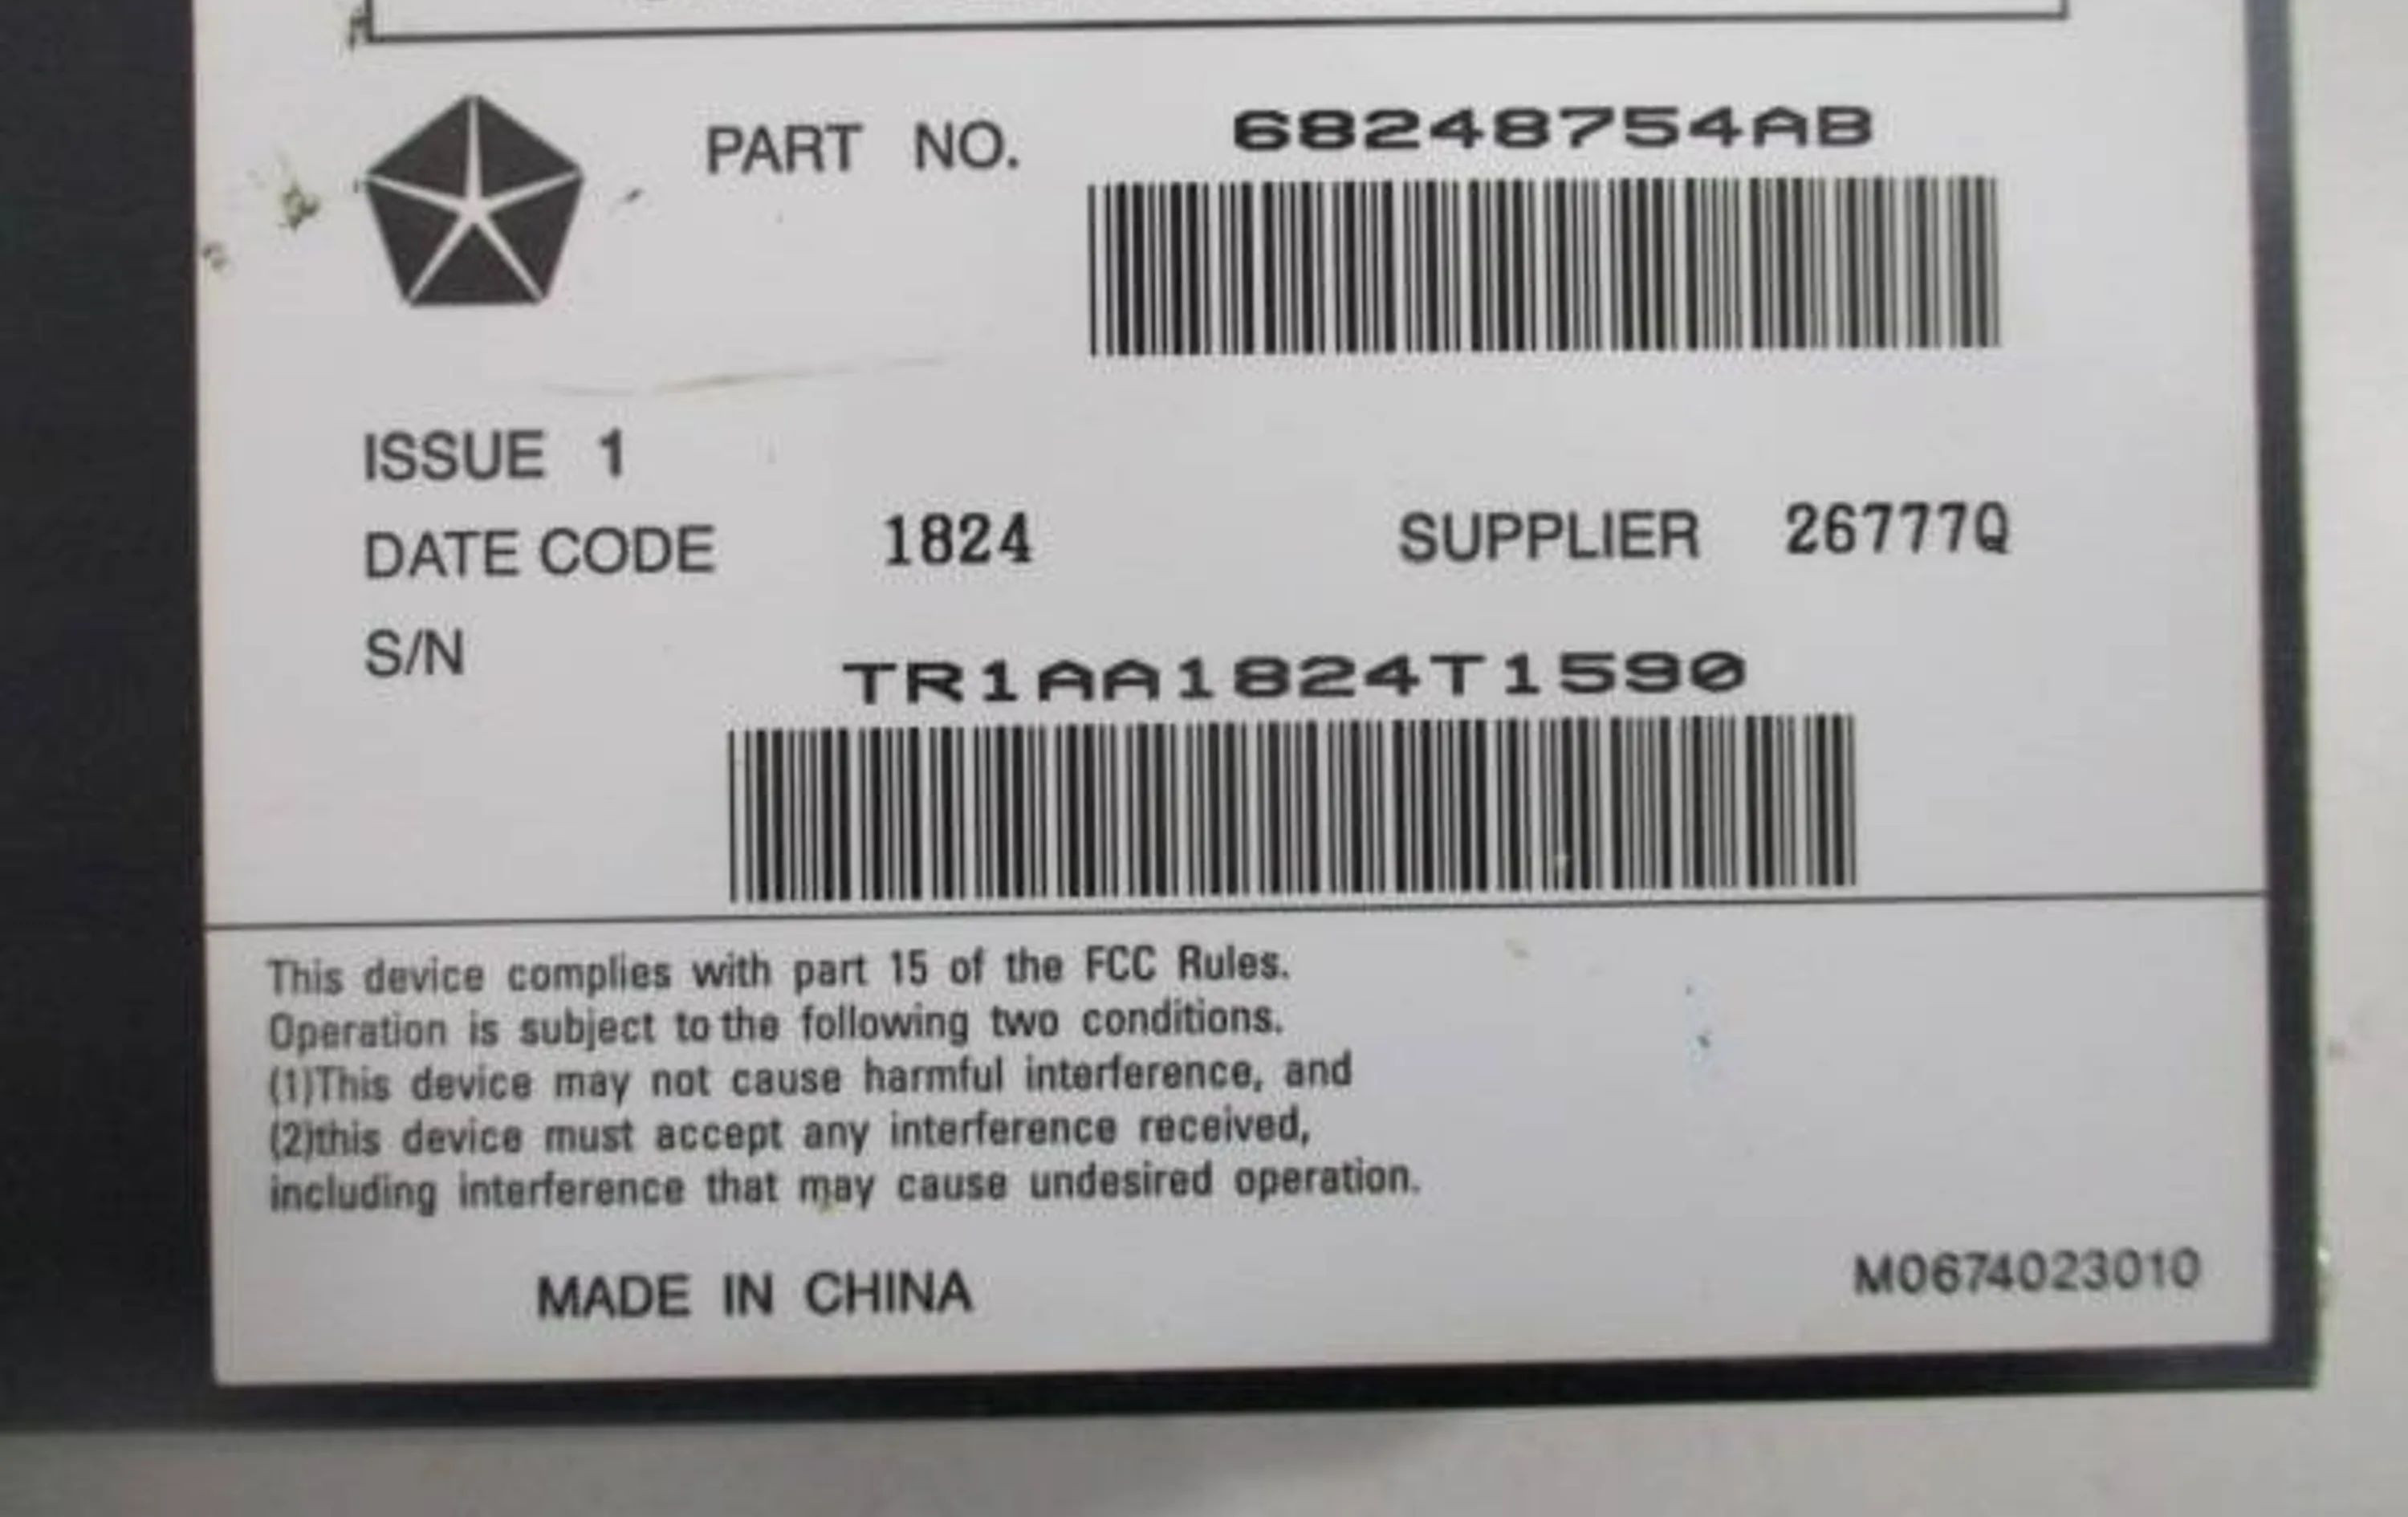 PART NO. 68248754AB
ISSUE 1
DATE CODE 1824 SUPPLIER 26777Q
S/N TR1AA1824T1590
This device complies with part 15 of the FCC Rules.
Operation is subject to the following two conditions.
(1)This device may not cause harmful interference, and
(2)this device must accept any interference received,
including interference that may cause undesired operation.
MADE IN CHINA M0674023010